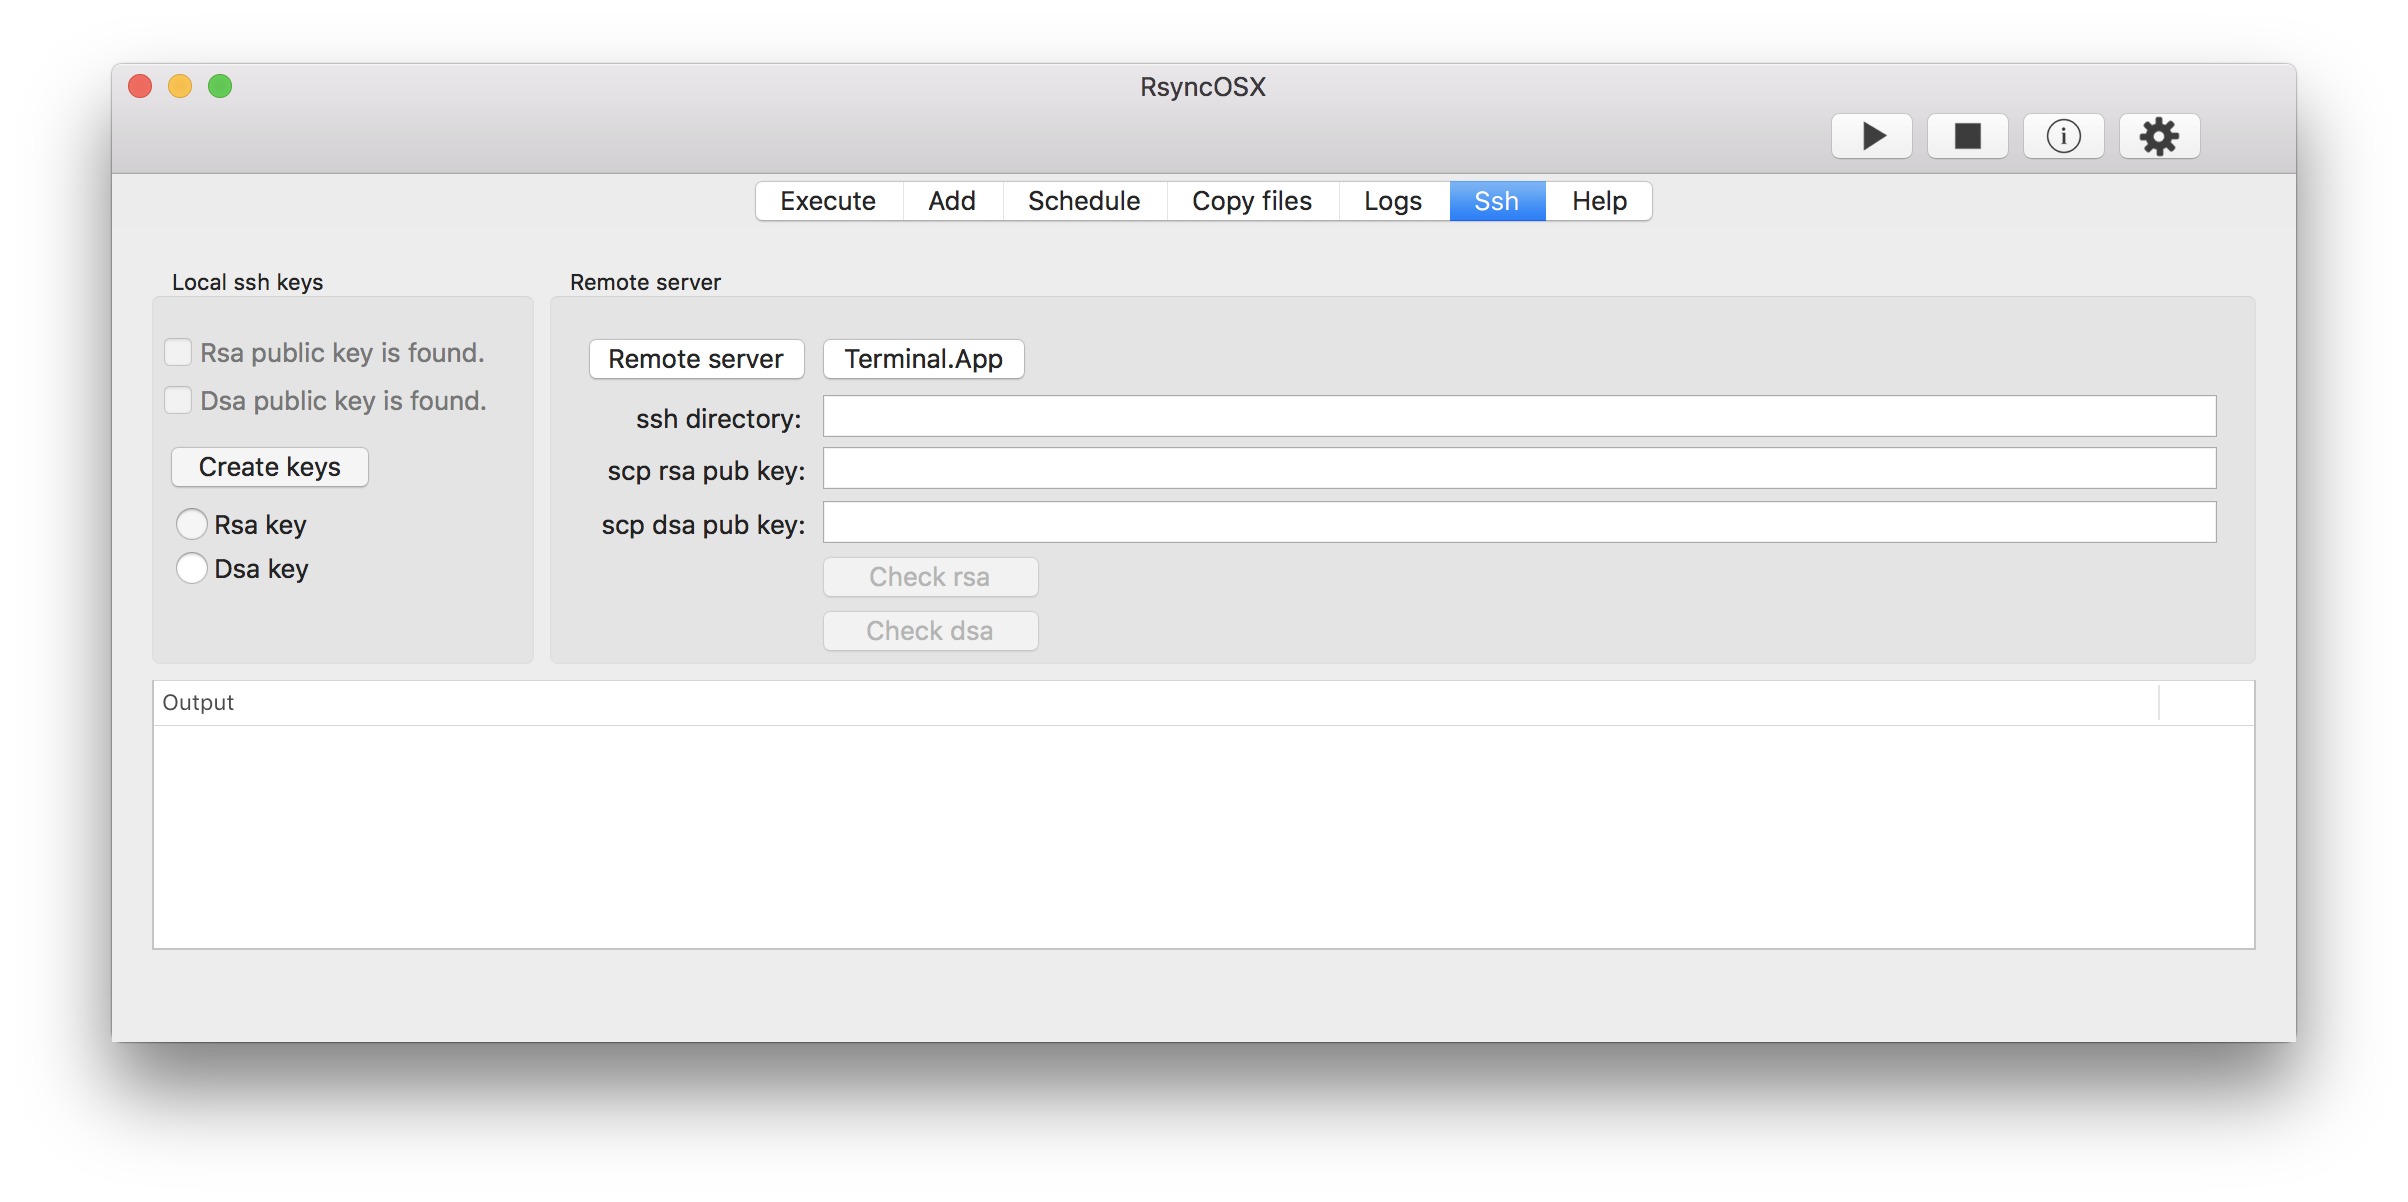 RsyncOSX
Execute Add Schedule Copy files Logs Ssh Help
Local ssh keys
Rsa public key is found.
Dsa public key is found.
Create keys
Rsa key
Dsa key
Remote server
Remote server Terminal.App
ssh directory:
scp rsa pub key:
scp dsa pub key:
Check rsa
Check dsa
Output